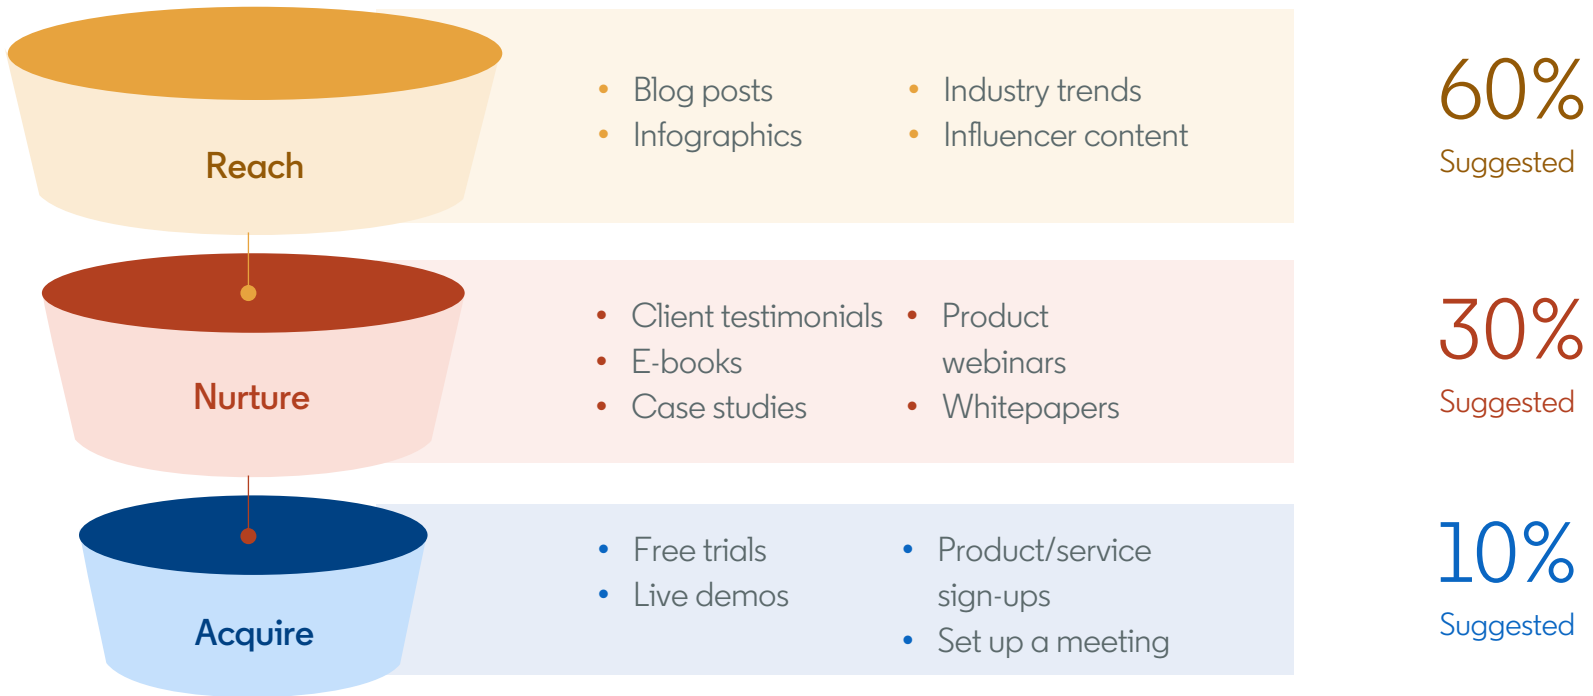 Reach
Blog posts
Infographics
Industry trends
Influencer content
60%
Suggested
Nurture
Client testimonials
E-books
Case studies
Product
webinars
Whitepapers
30%
Suggested
Acquire
Free trials
Live demos
Product/service
sign-ups
Set up a meeting
10%
Suggested